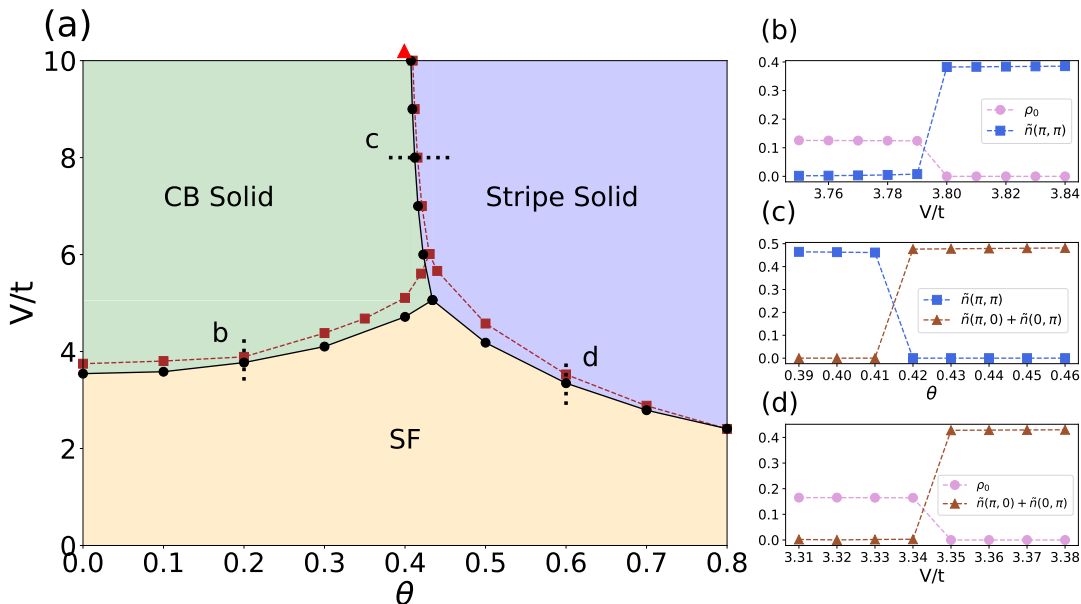 (a)
10
8
6
4
2
0
V/t
c
CB Solid
Stripe Solid
b
d
SF
0.0 0.1 0.2 0.3 0.4 0.5 0.6 0.7 0.8
θ
(b)
0.4
0.3
0.2
0.1
0.0
ρ₀
ñ(π, π)
3.76 3.78 3.80 3.82 3.84
V/t
(c)
0.5
0.4
0.3
0.2
0.1
0.0
ñ(π, π)
ñ(π, 0) + ñ(0, π)
0.39 0.40 0.41 0.42 0.43 0.44 0.45 0.46
θ
(d)
0.4
0.3
0.2
0.1
0.0
ρ₀
ñ(π, 0) + ñ(0, π)
3.31 3.32 3.33 3.34 3.35 3.36 3.37 3.38
V/t